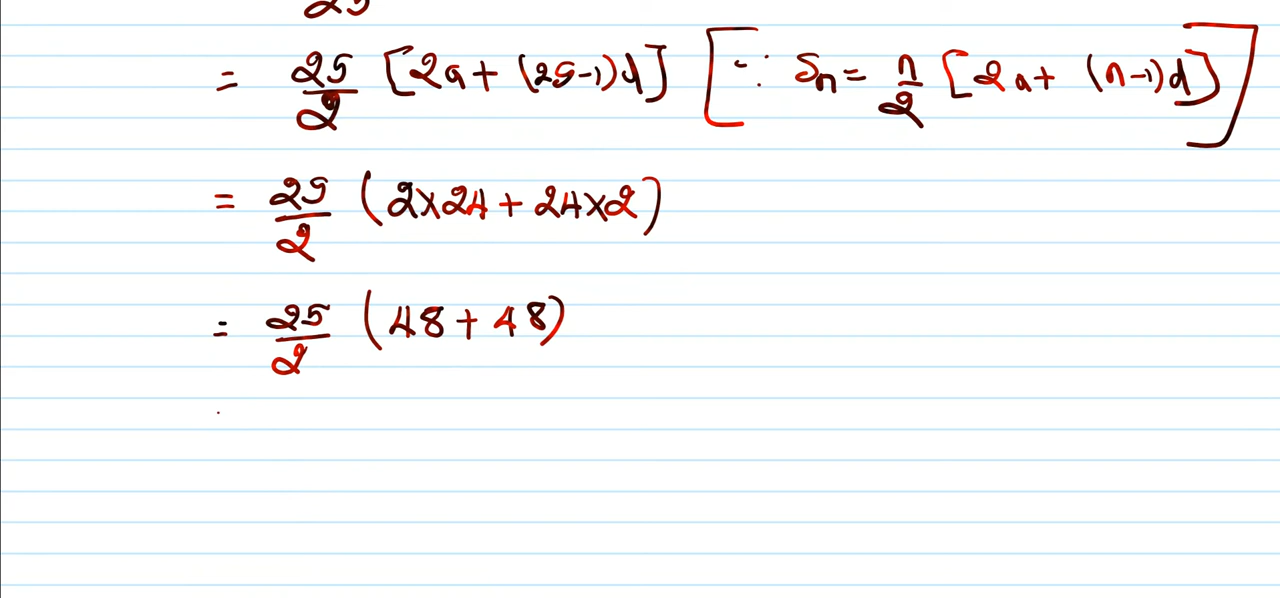 25
= 25/2 [2a + (25-1)d] [∵ Sn = n/2 [2a + (n-1)d]]
= 25/2 (2×24 + 24×2)
= 25/2 (48 + 48)